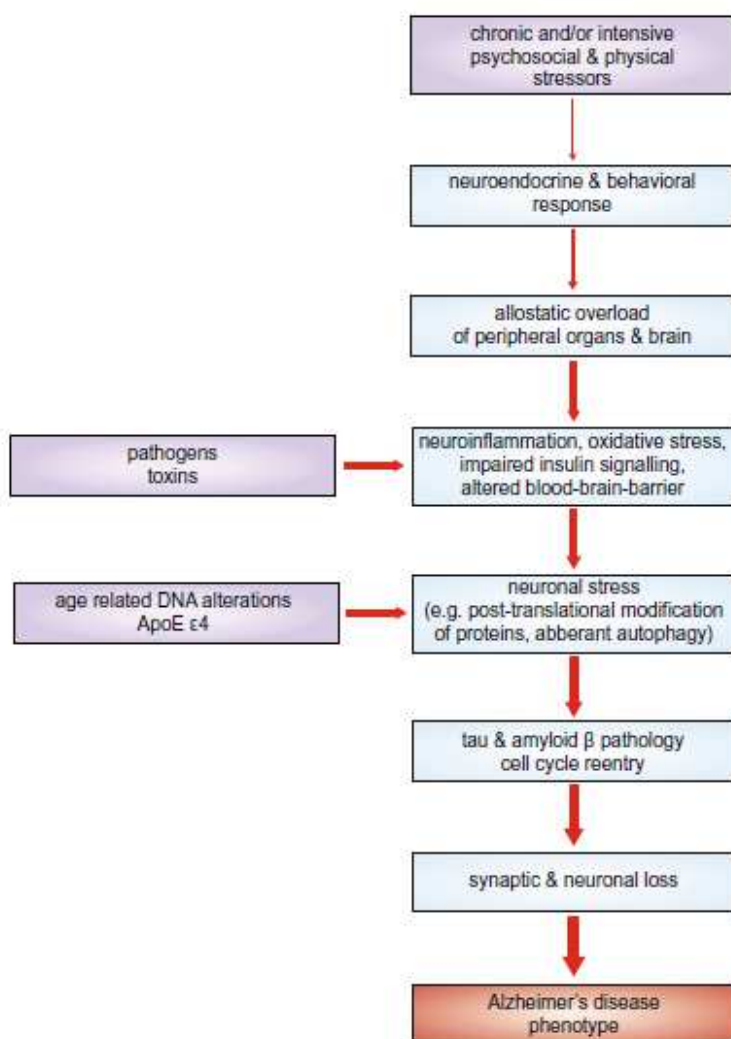 chronic and/or intensive
psychosocial & physical
stressors
neuroendocrine & behavioral
response
allostatic overload
of peripheral organs & brain
pathogens
toxins
neuroinflammation, oxidative stress,
impaired insulin signalling,
altered blood-brain-barrier
age related DNA alterations
ApoE ε4
neuronal stress
(e.g. post-translational modification
of proteins, abberant autophagy)
tau & amyloid β pathology
cell cycle reentry
synaptic & neuronal loss
Alzheimer's disease
phenotype